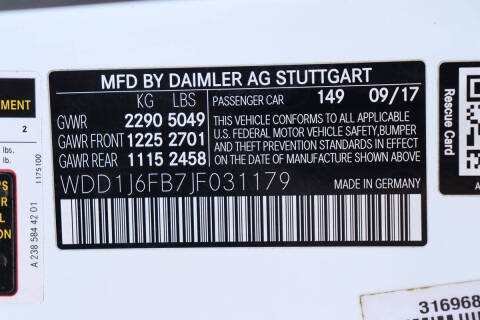 MFD BY DAIMLER AG STUTTGART
KG LBS
GVWR 2290 5049
GAWR FRONT 1225 2701
GAWR REAR 1115 2458
PASSENGER CAR 149 09/17
THIS VEHICLE CONFORMS TO ALL APPLICABLE
U.S. FEDERAL MOTOR VEHICLE SAFETY,BUMPER
AND THEFT PREVENTION STANDARDS IN EFFECT
ON THE DATE OF MANUFACTURE SHOWN ABOVE.
WDD1J6FB7JF031179
MADE IN GERMANY
EMENT
2
lbs.
lb.
1175100
A 238 584 42 01
Rescue Card
316968